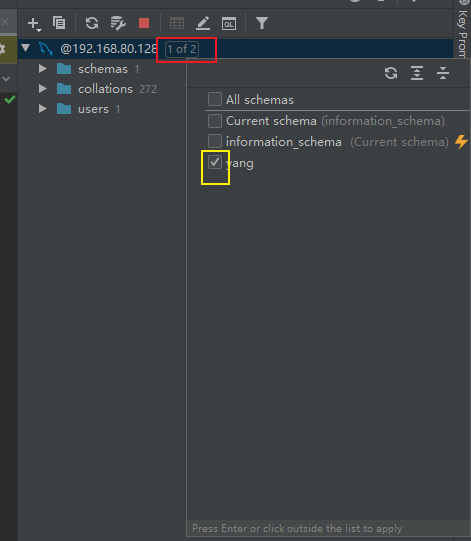 Key Prom
QL
@192.168.80.128 1 of 2
schemas 1
collations 272
users 1
All schemas
Current schema (information_schema)
information_schema (Current schema)
yang
Press Enter or click outside the list to apply